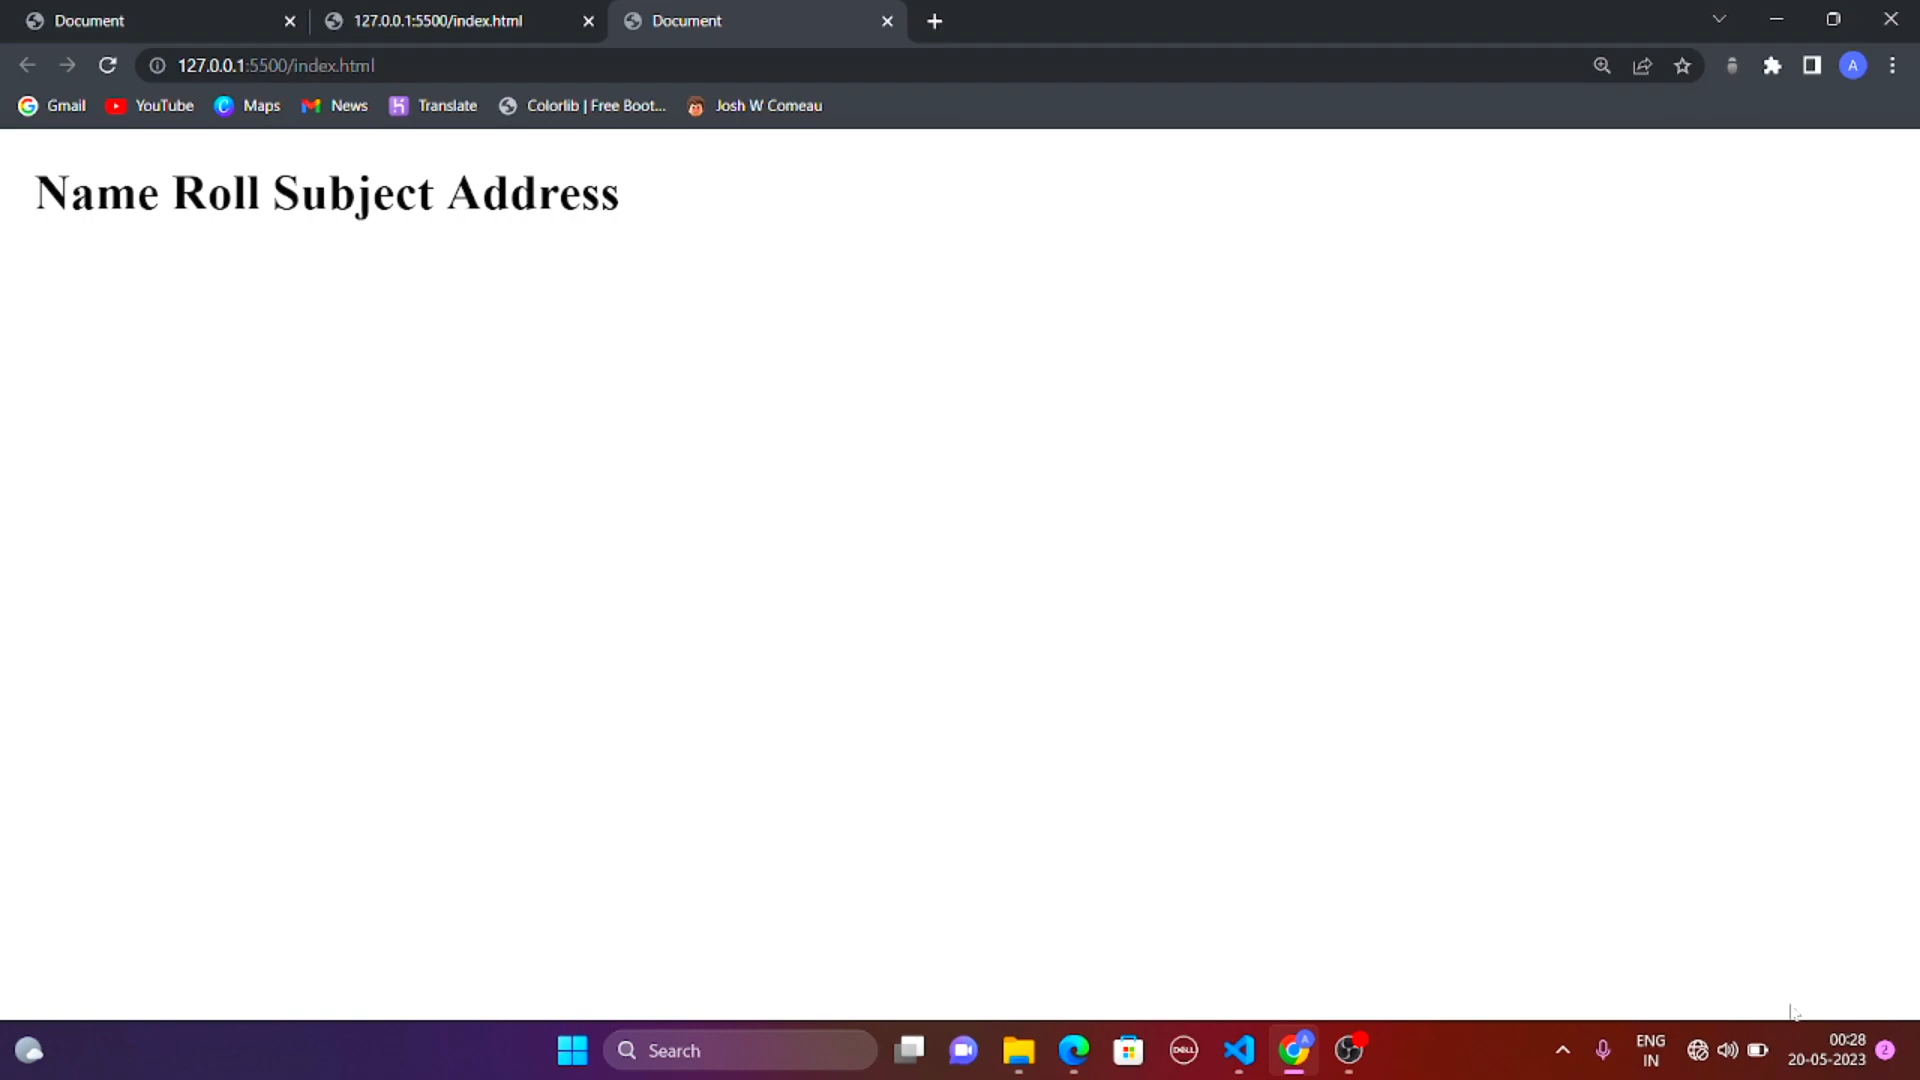 Document
127.0.0.1:5500/index.html
Document
127.0.0.1:5500/index.html
A
Gmail
YouTube
Maps
News
Translate
Colorlib | Free Boot...
Josh W Comeau
Name Roll Subject Address
Search
DELL
A
ENG
IN
00:28
20-05-2023
2